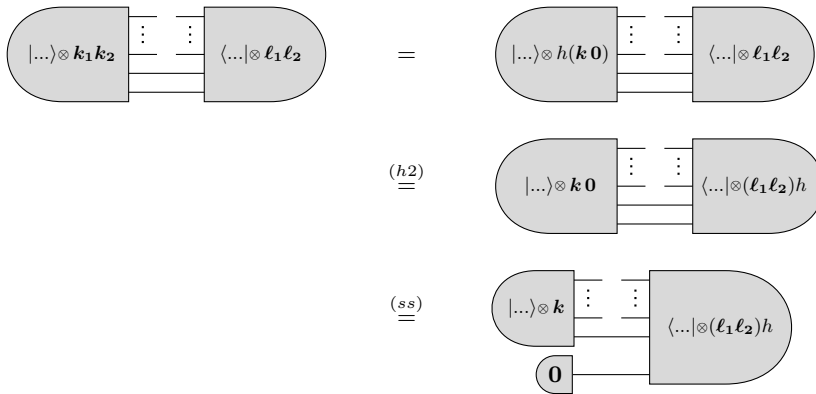 |...⟩⊗ k₁k₂ ⋮ ⋮ ⟨...|⊗ ℓ₁ℓ₂ = |...⟩⊗ h(k 0) ⋮ ⋮ ⟨...|⊗ ℓ₁ℓ₂
(h2)
= |...⟩⊗ k 0 ⋮ ⋮ ⟨...|⊗(ℓ₁ℓ₂)h
(ss)
= |...⟩⊗ k ⋮ ⋮ ⟨...|⊗(ℓ₁ℓ₂)h
0